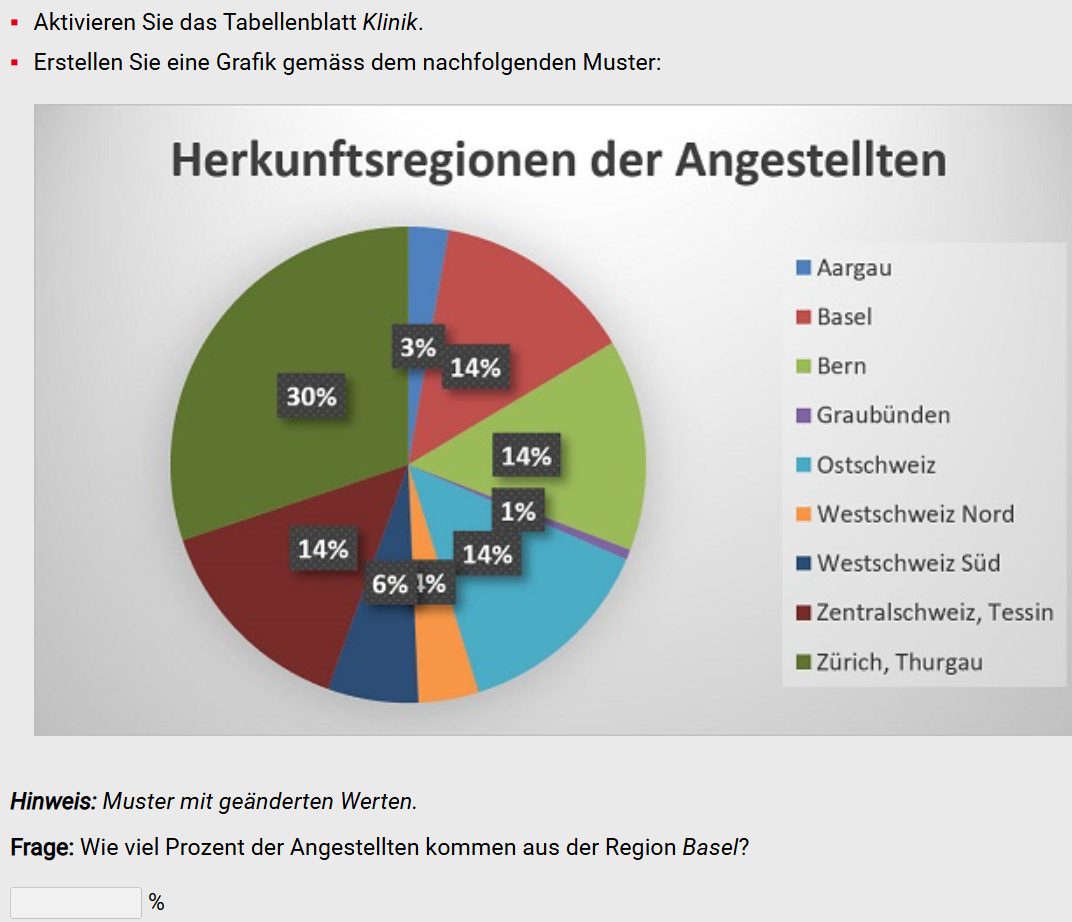 Aktivieren Sie das Tabellenblatt Klinik.
Erstellen Sie eine Grafik gemäss dem nachfolgenden Muster:
Herkunftsregionen der Angestellten
3%
14%
30%
14%
1%
14%
14%
6%
4%
Aargau
Basel
Bern
Graubünden
Ostschweiz
Westschweiz Nord
Westschweiz Süd
Zentralschweiz, Tessin
Zürich, Thurgau
Hinweis: Muster mit geänderten Werten.
Frage: Wie viel Prozent der Angestellten kommen aus der Region Basel?
%